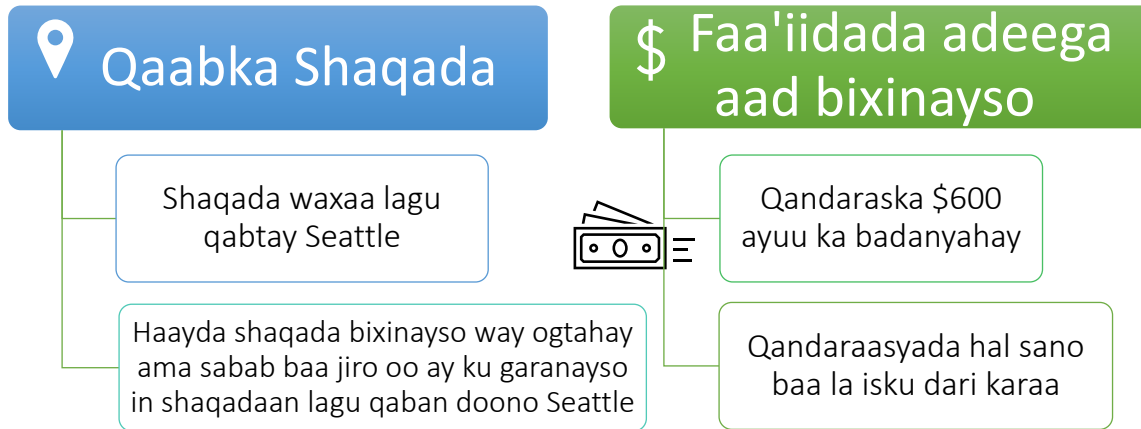 Qaabka Shaqada
Shaqada waxaa lagu
qabtay Seattle
Haayda shaqada bixinayso way ogtahay
ama sabab baa jiro oo ay ku garanayso
in shaqadaan lagu qaban doono Seattle
$ Faa'iidada adeega
aad bixinayso
Qandaraska $600
ayuu ka badanyahay
Qandaraasyada hal sano
baa la isku dari karaa